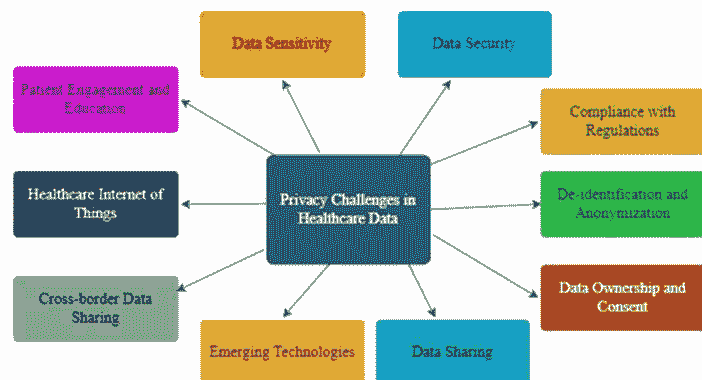 Data Sensitivity
Data Security
Patient Engagement and
Education
Compliance with
Regulations
Privacy Challenges in
Healthcare Data
Healthcare Internet of
Things
De-identification and
Anonymization
Cross-border Data
Sharing
Data Ownership and
Consent
Emerging Technologies
Data Sharing